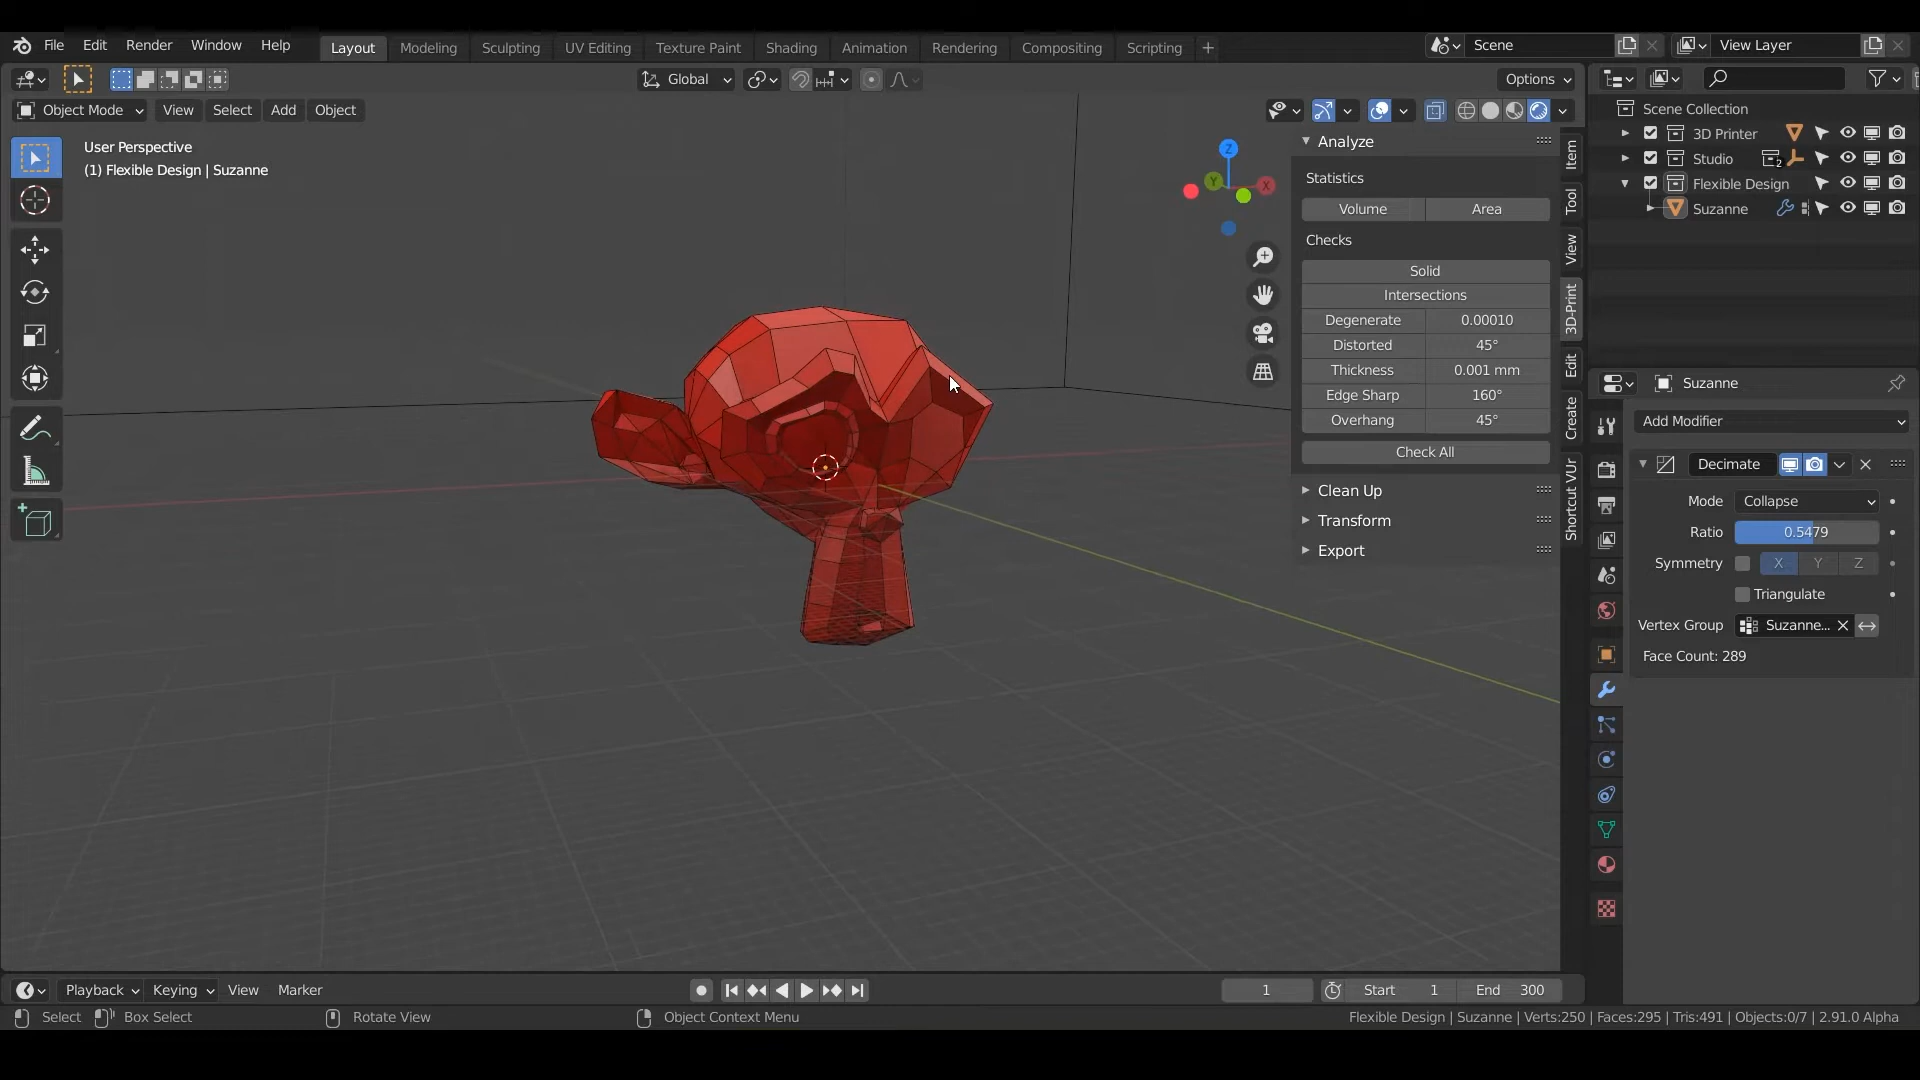 File Edit Render Window Help Layout Modeling Sculpting UV Editing Texture Paint Shading Animation Rendering Compositing Scripting + Scene View Layer
Global Options
Object Mode View Select Add Object
User Perspective
(1) Flexible Design | Suzanne
Z
Y
X
Analyze
Statistics
Volume Area
Checks
Solid
Intersections
Degenerate 0.00010
Distorted 45°
Thickness 0.001 mm
Edge Sharp 160°
Overhang 45°
Check All
Clean Up
Transform
Export
Item
Tool
View
3D-Print
Edit
Create
Shortcut VUr
Scene Collection
3D Printer
Studio 2
Flexible Design
Suzanne
Suzanne
Add Modifier
Decimate
Mode Collapse
Ratio 0.5479
Symmetry X Y Z
Triangulate
Vertex Group Suzanne...
Face Count: 289
Playback Keying View Marker 1 Start 1 End 300
Select Box Select Rotate View Object Context Menu Flexible Design | Suzanne | Verts:250 | Faces:295 | Tris:491 | Objects:0/7 | 2.91.0 Alpha